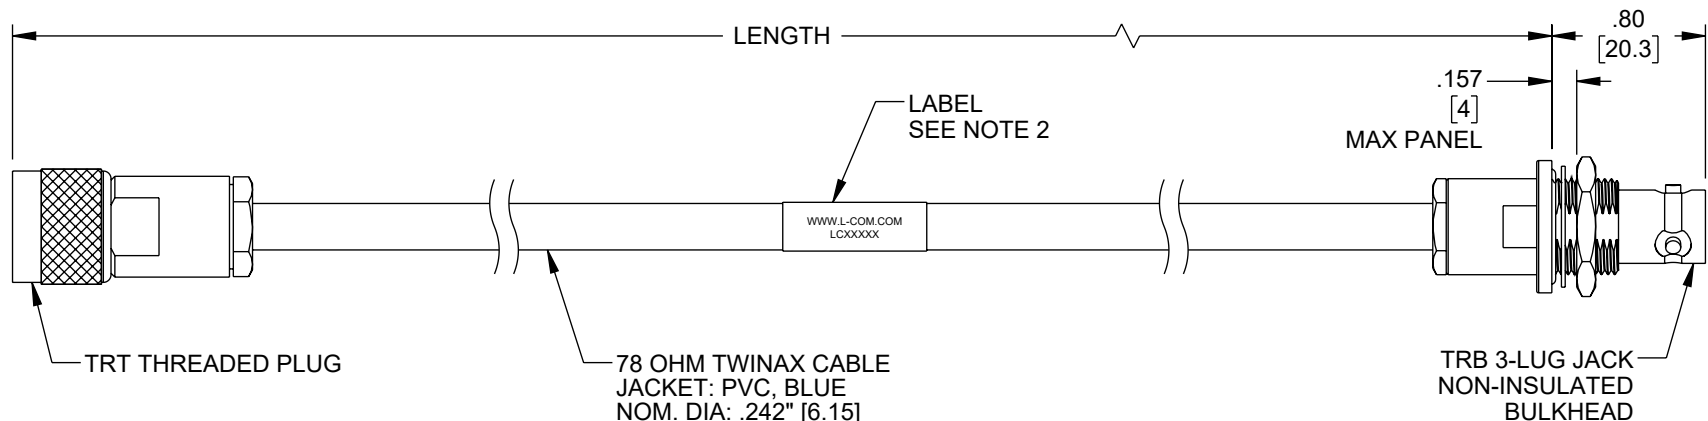 LENGTH
.80
[20.3]
.157
[4]
MAX PANEL
LABEL
SEE NOTE 2
WWW.L-COM.COM
LCXXXXX
TRT THREADED PLUG
78 OHM TWINAX CABLE
JACKET: PVC, BLUE
NOM. DIA: .242" [6.15]
TRB 3-LUG JACK
NON-INSULATED
BULKHEAD